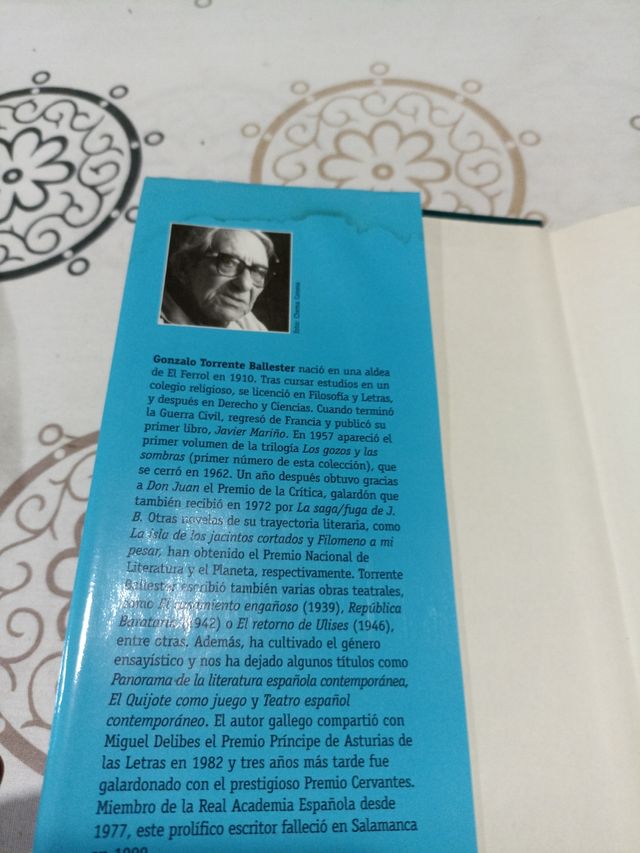 Foto: Chema Conesa
Gonzalo Torrente Ballester nació en una aldea
de El Ferrol en 1910. Tras cursar estudios en un
colegio religioso, se licenció en Filosofía y Letras,
y después en Derecho y Ciencias. Cuando terminó
la Guerra Civil, regresó de Francia y publicó su
primer libro, Javier Mariño. En 1957 apareció el
primer volumen de la trilogía Los gozos y las
sombras (primer número de esta colección), que
se cerró en 1962. Un año después obtuvo gracias
a Don Juan el Premio de la Crítica, galardón que
también recibió en 1972 por La saga/fuga de J.
B. Otras novelas de su trayectoria literaria, como
La isla de los jacintos cortados y Filomeno a mi
pesar, han obtenido el Premio Nacional de
Literatura y el Planeta, respectivamente. Torrente
Ballester escribió también varias obras teatrales,
como El casamiento engañoso (1939), República
Barataria (1942) o El retorno de Ulises (1946),
entre otras. Además, ha cultivado el género
ensayístico y nos ha dejado algunos títulos como
Panorama de la literatura española contemporánea,
El Quijote como juego y Teatro español
contemporáneo. El autor gallego compartió con
Miguel Delibes el Premio Príncipe de Asturias de
las Letras en 1982 y tres años más tarde fue
galardonado con el prestigioso Premio Cervantes.
Miembro de la Real Academia Española desde
1977, este prolífico escritor falleció en Salamanca
en 1999